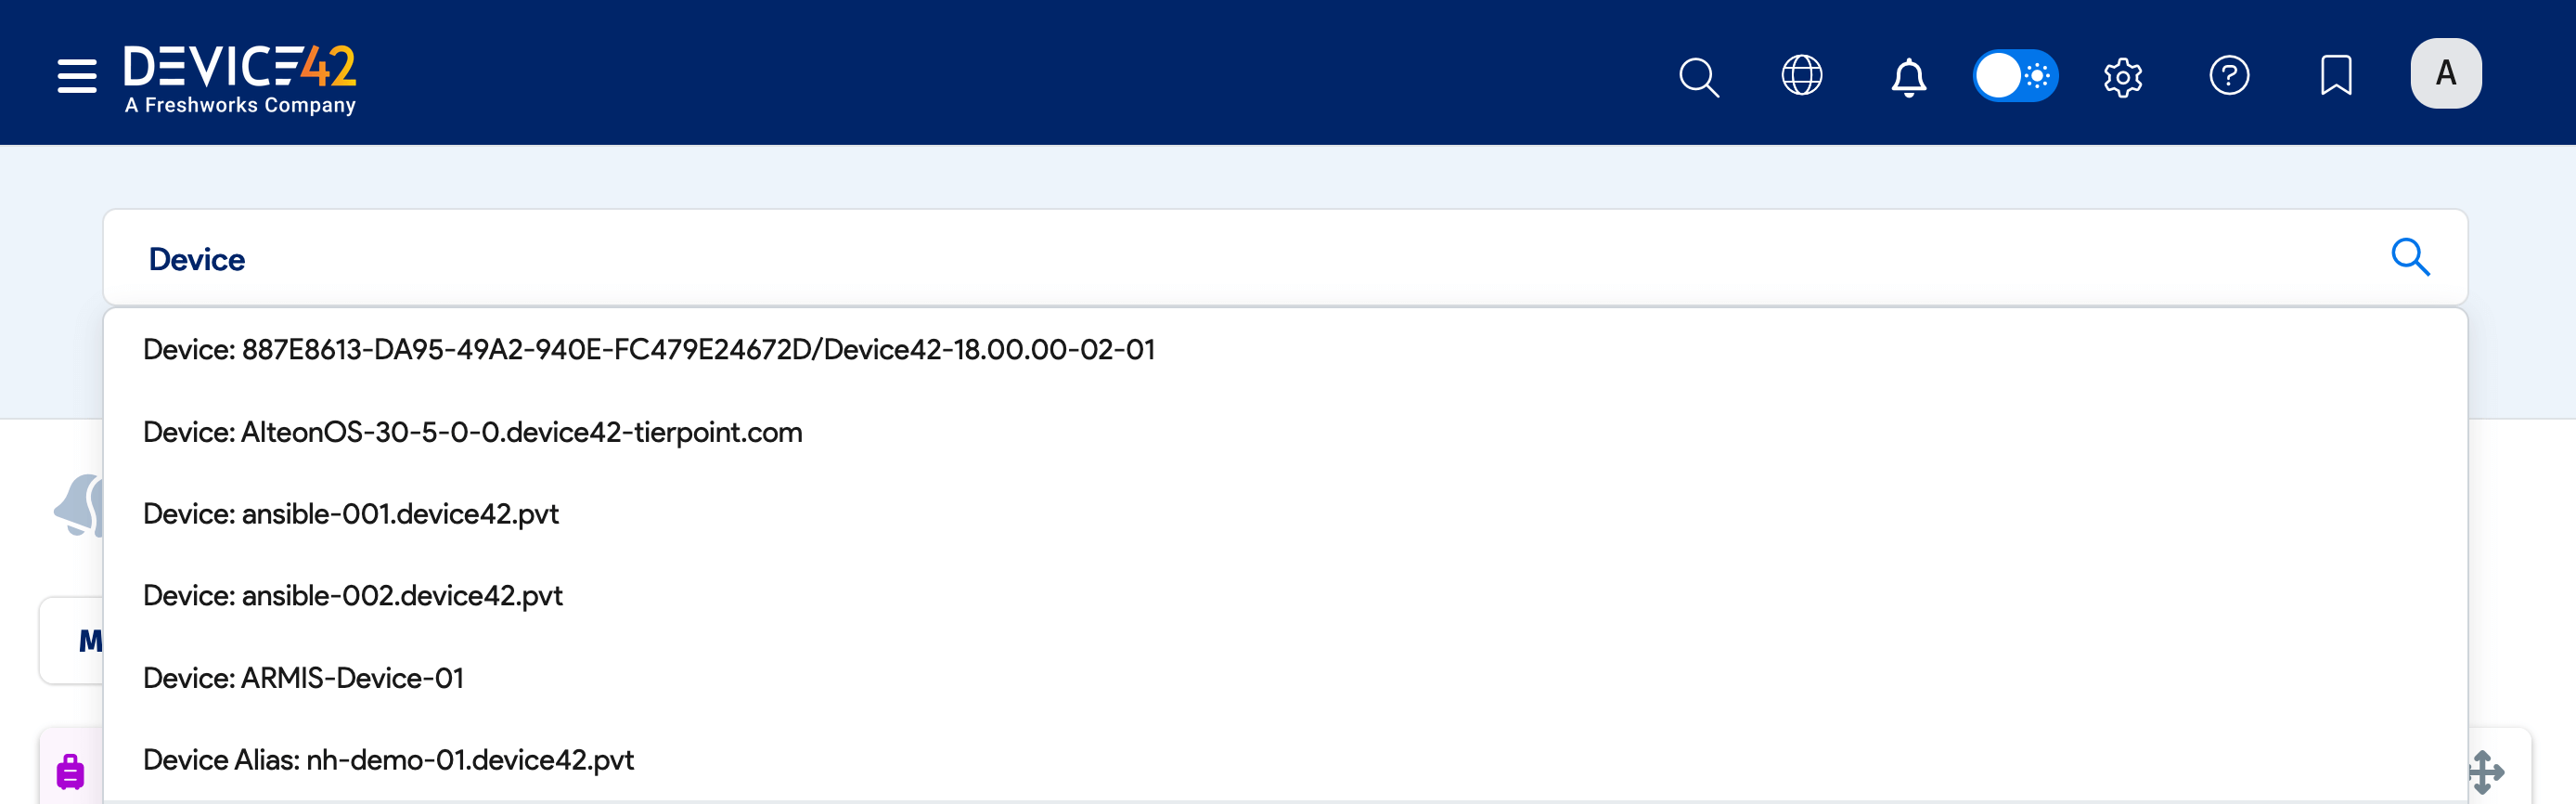 DEVICE42
A Freshworks Company
A
Device
Device: 887E8613-DA95-49A2-940E-FC479E24672D/Device42-18.00.00-02-01
Device: AlteonOS-30-5-0-0.device42-tierpoint.com
Device: ansible-001.device42.pvt
Device: ansible-002.device42.pvt
M
Device: ARMIS-Device-01
Device Alias: nh-demo-01.device42.pvt